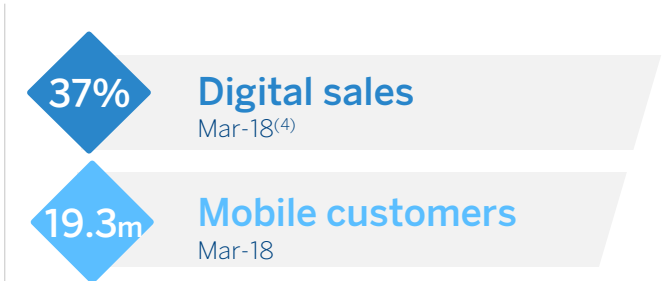 37%
Digital sales
Mar-18(4)
19.3m
Mobile customers
Mar-18